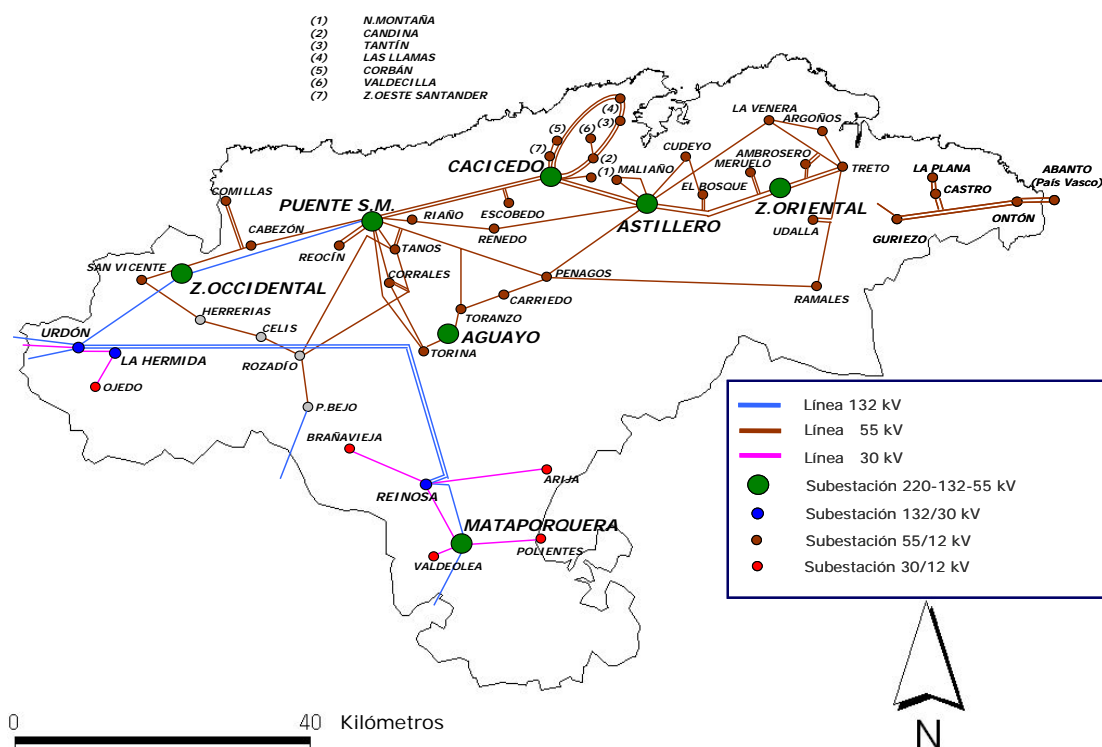 (1) N.MONTAÑA
(2) CANDINA
(3) TANTÍN
(4) LAS LLAMAS
(5) CORBÁN
(6) VALDECILLA
(7) Z.OESTE SANTANDER
(4)
(3)
(5)
(6)
(7)
(2)
(1)
LA VENERA
ARGOÑOS
CUDEYO
AMBROSERO
MERUELO
TRETO
CACICEDO
MALIAÑO
EL BOSQUE
LA PLANA
CASTRO
ABANTO
(País Vasco)
COMILLAS
PUENTE S.M.
RIAÑO
ESCOBEDO
ASTILLERO
Z.ORIENTAL
UDALLA
ONTÓN
GURIEZO
CABEZÓN
REOCÍN
TANOS
RENEDO
SAN VICENTE
Z.OCCIDENTAL
CORRALES
PENAGOS
CARRIEDO
RAMALES
HERRERIAS
CELIS
TORANZO
AGUAYO
URDÓN
LA HERMIDA
ROZADÍO
TORINA
OJEDO
P.BEJO
BRAÑAVIEJA
REINOSA
ARIJA
MATAPORQUERA
VALDEOLEA
POLIENTES
Línea 132 kV
Línea 55 kV
Línea 30 kV
Subestación 220-132-55 kV
Subestación 132/30 kV
Subestación 55/12 kV
Subestación 30/12 kV
0 40 Kilómetros
N